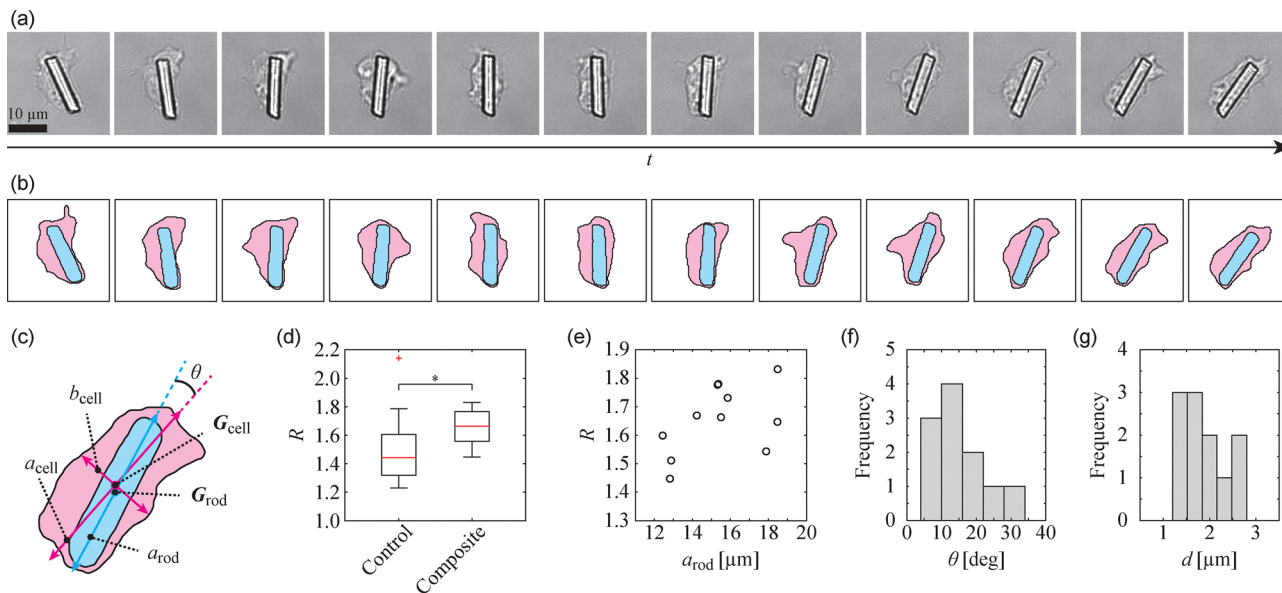 (a)
10 µm
t
(b)
(c)
θ
b_cell
G_cell
a_cell
G_rod
a_rod
(d)
2.2
2.0
1.8
1.6
1.4
1.2
1.0
R
*
Control
Composite
(e)
1.9
1.8
1.7
1.6
1.5
1.4
1.3
R
12 14 16 18 20
a_rod [µm]
(f)
5
4
3
2
1
0
Frequency
0 10 20 30 40
θ [deg]
(g)
4
3
2
1
0
Frequency
1 2 3
d [µm]